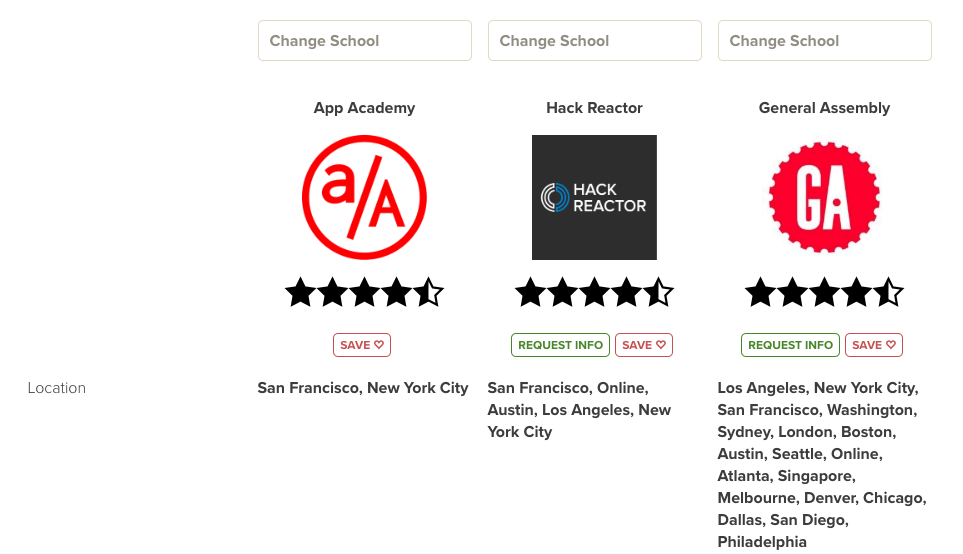 Change School
Change School
Change School
App Academy
Hack Reactor
General Assembly
a/A
HACK
REACTOR
GA
SAVE
REQUEST INFO
SAVE
REQUEST INFO
SAVE
Location
San Francisco, New York City
San Francisco, Online,
Austin, Los Angeles, New
York City
Los Angeles, New York City,
San Francisco, Washington,
Sydney, London, Boston,
Austin, Seattle, Online,
Atlanta, Singapore,
Melbourne, Denver, Chicago,
Dallas, San Diego,
Philadelphia